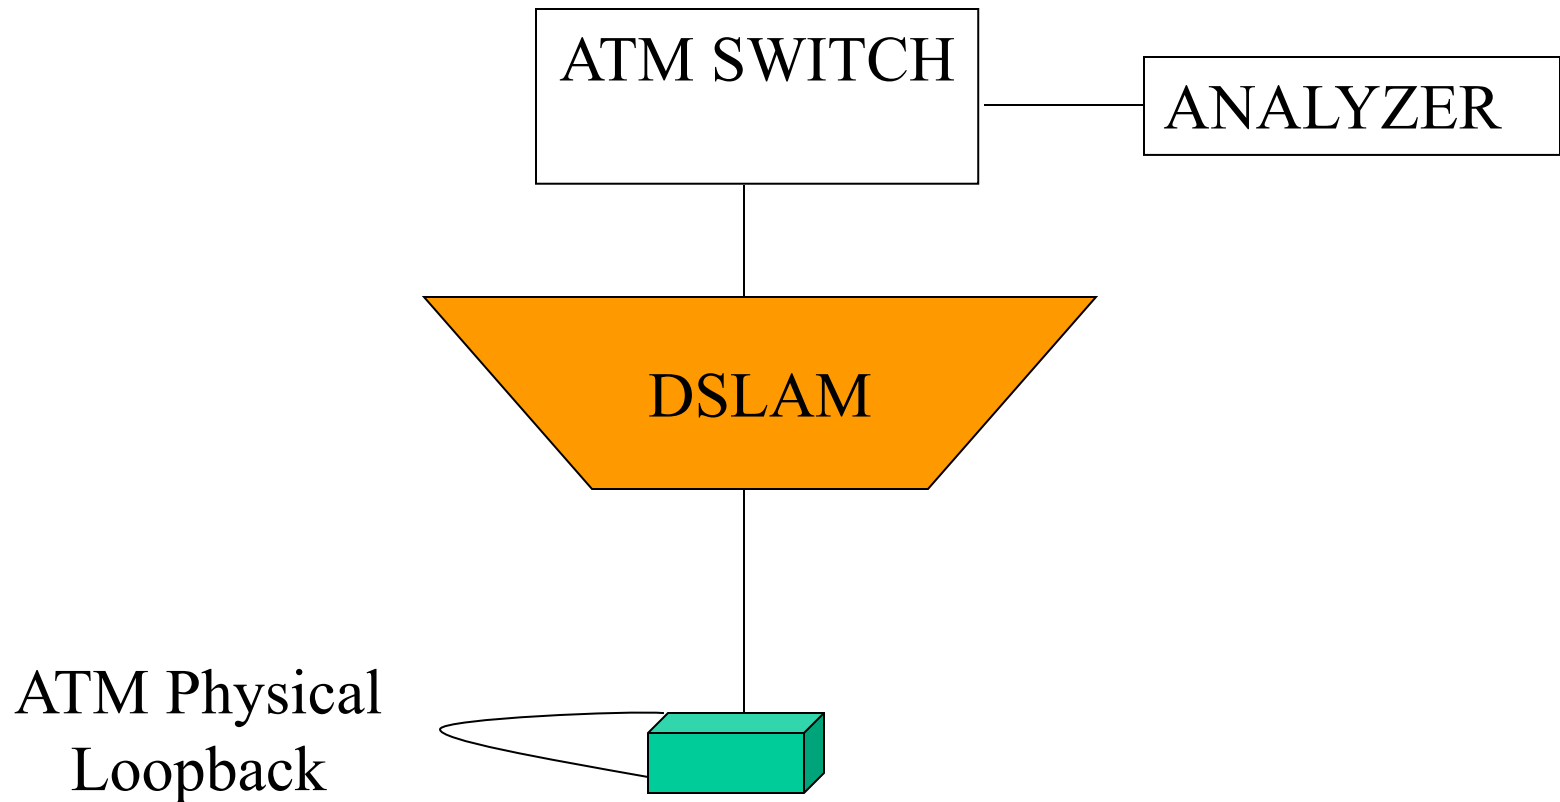 ATM SWITCH
ANALYZER
DSLAM
ATM Physical
Loopback